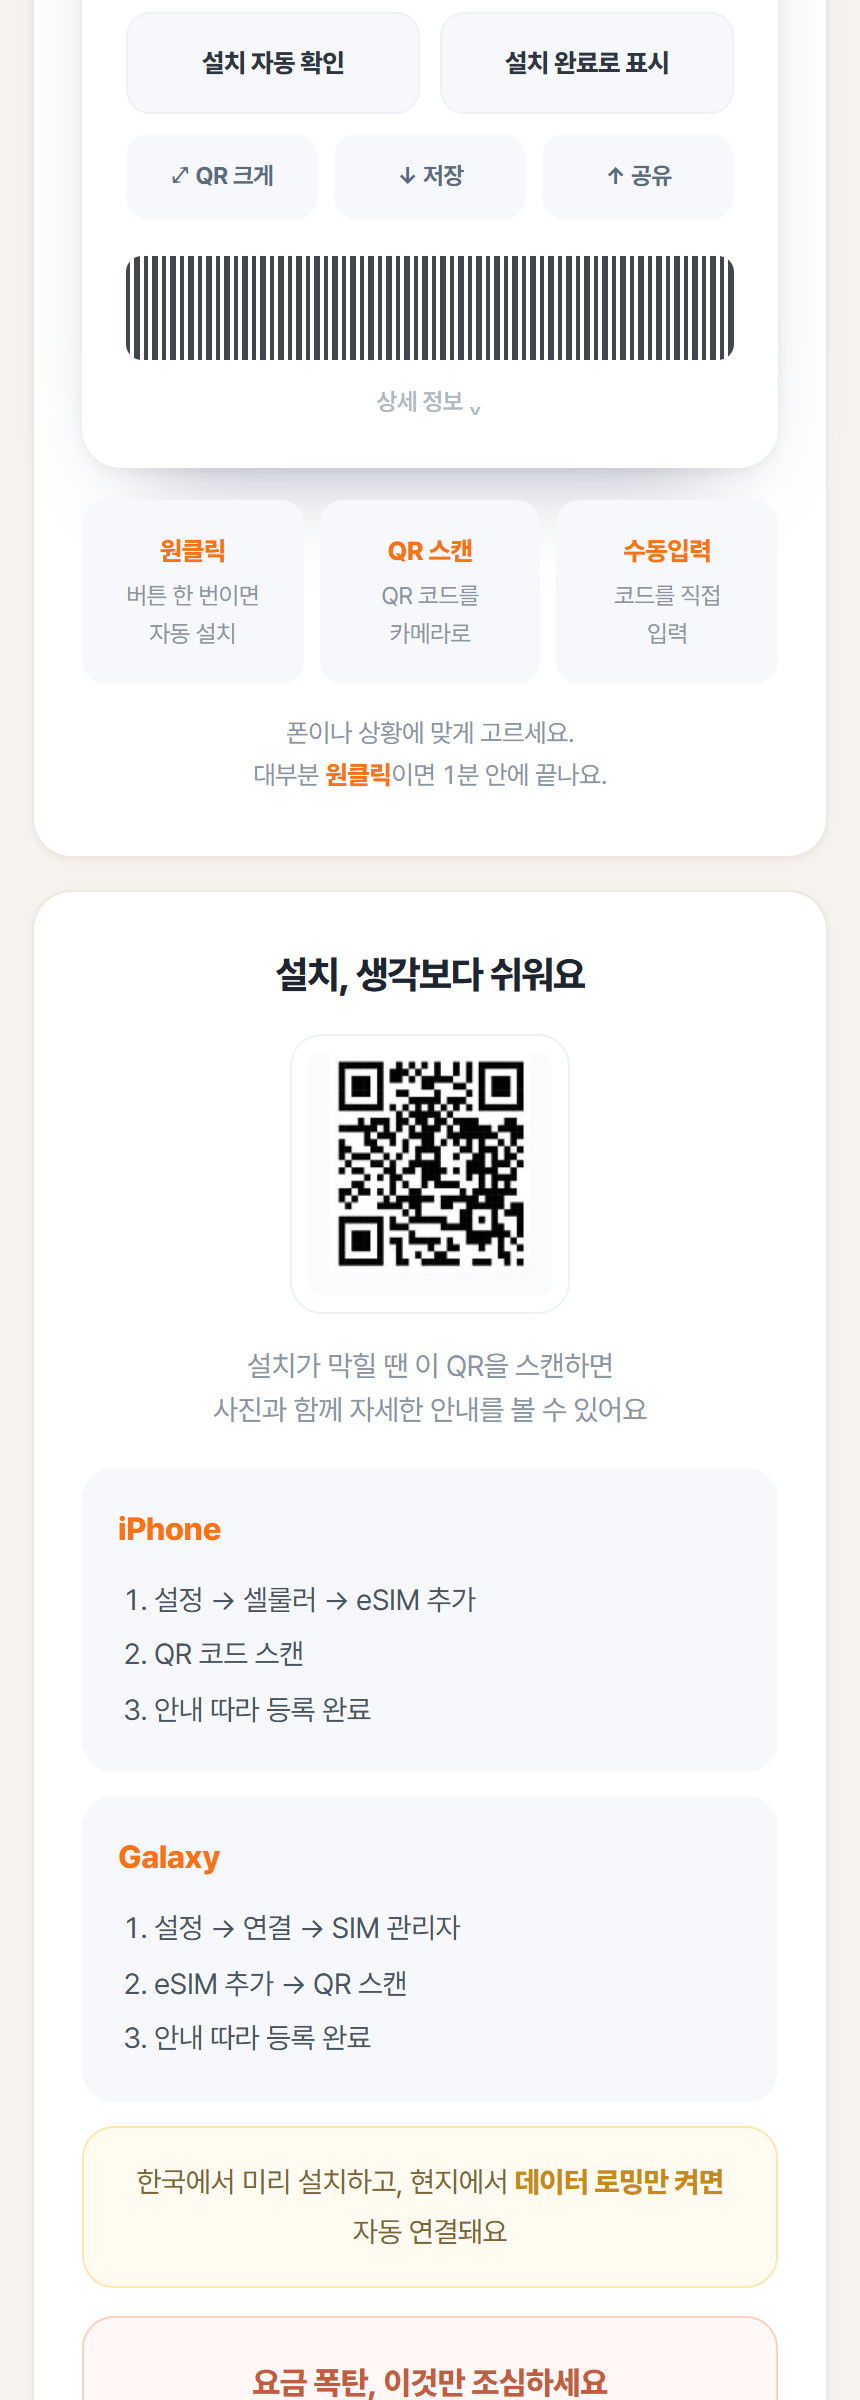 설치 자동 확인
설치 완료로 표시
⤢ QR 크게
↓ 저장
↑ 공유
상세 정보 ⌄
원클릭
버튼 한 번이면
자동 설치
QR 스캔
QR 코드를
카메라로
수동입력
코드를 직접
입력
폰이나 상황에 맞게 고르세요.
대부분 원클릭이면 1분 안에 끝나요.
설치, 생각보다 쉬워요
설치가 막힐 땐 이 QR을 스캔하면
사진과 함께 자세한 안내를 볼 수 있어요
iPhone
1. 설정 → 셀룰러 → eSIM 추가
2. QR 코드 스캔
3. 안내 따라 등록 완료
Galaxy
1. 설정 → 연결 → SIM 관리자
2. eSIM 추가 → QR 스캔
3. 안내 따라 등록 완료
한국에서 미리 설치하고, 현지에서 데이터 로밍만 켜면
자동 연결돼요
요금 폭탄, 이것만 조심하세요